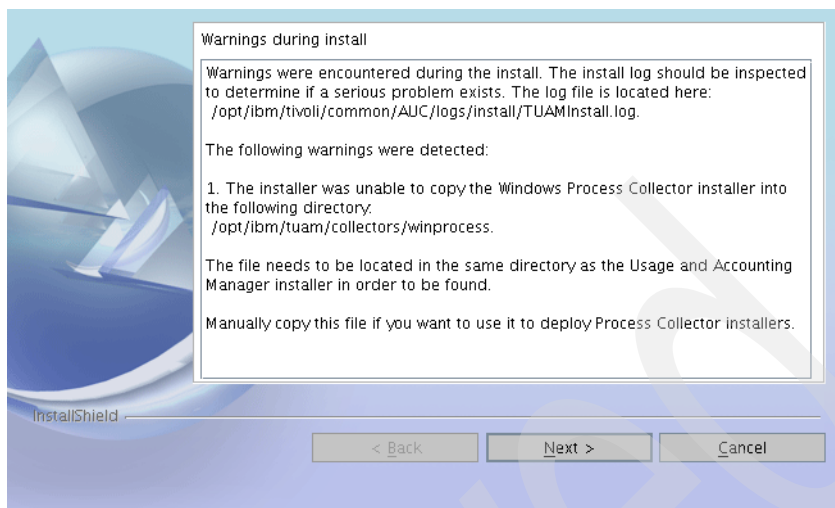 Warnings during install
Warnings were encountered during the install. The install log should be inspected
to determine if a serious problem exists. The log file is located here:
/opt/ibm/tivoli/common/AUC/logs/install/TUAMInstall.log.
The following warnings were detected:
1. The installer was unable to copy the Windows Process Collector installer into
the following directory:
/opt/ibm/tuam/collectors/winprocess.
The file needs to be located in the same directory as the Usage and Accounting
Manager installer in order to be found.
Manually copy this file if you want to use it to deploy Process Collector installers.
InstallShield
< Back Next > Cancel